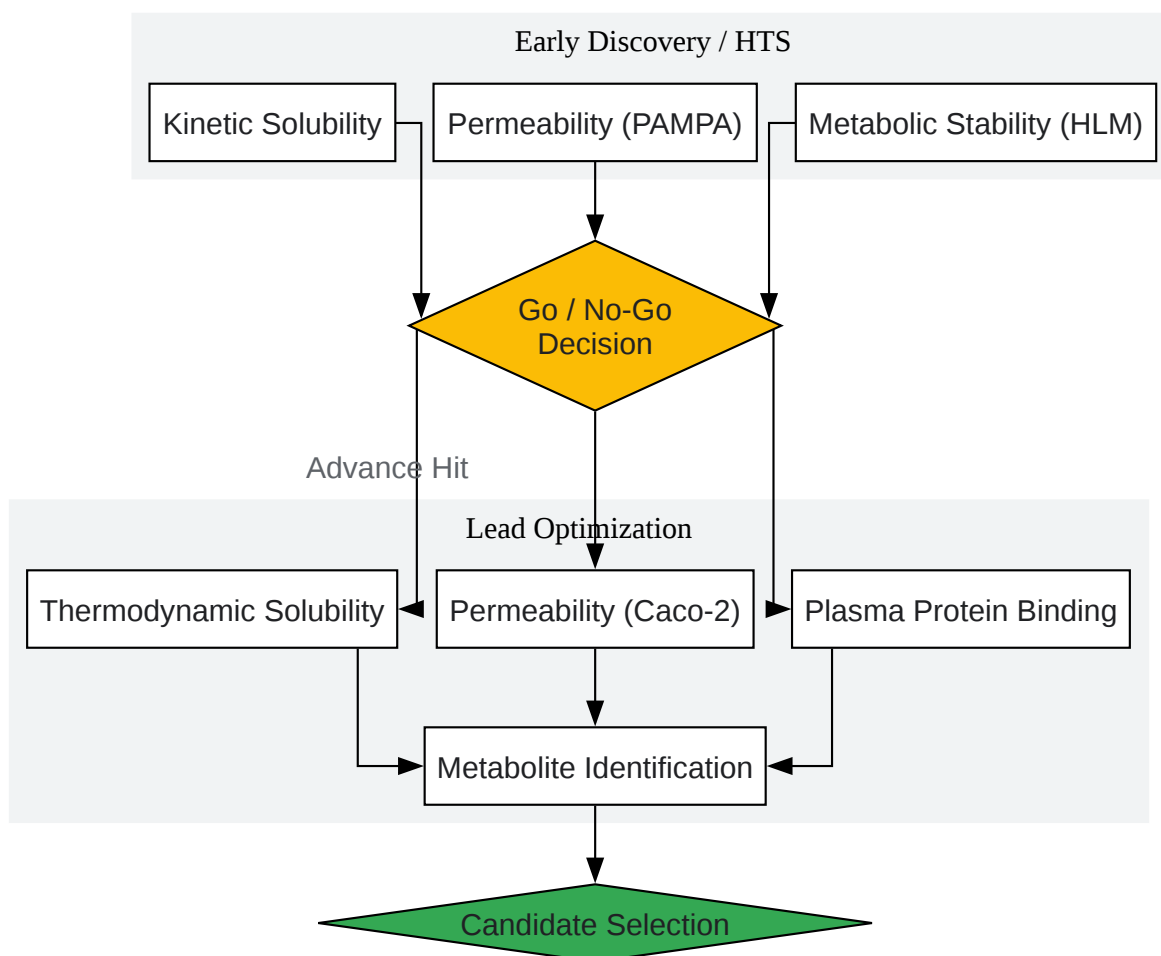 Early Discovery / HTS
Kinetic Solubility
Permeability (PAMPA)
Metabolic Stability (HLM)
Go / No-Go
Decision
Advance Hit
Lead Optimization
Thermodynamic Solubility
Permeability (Caco-2)
Plasma Protein Binding
Metabolite Identification
Candidate Selection